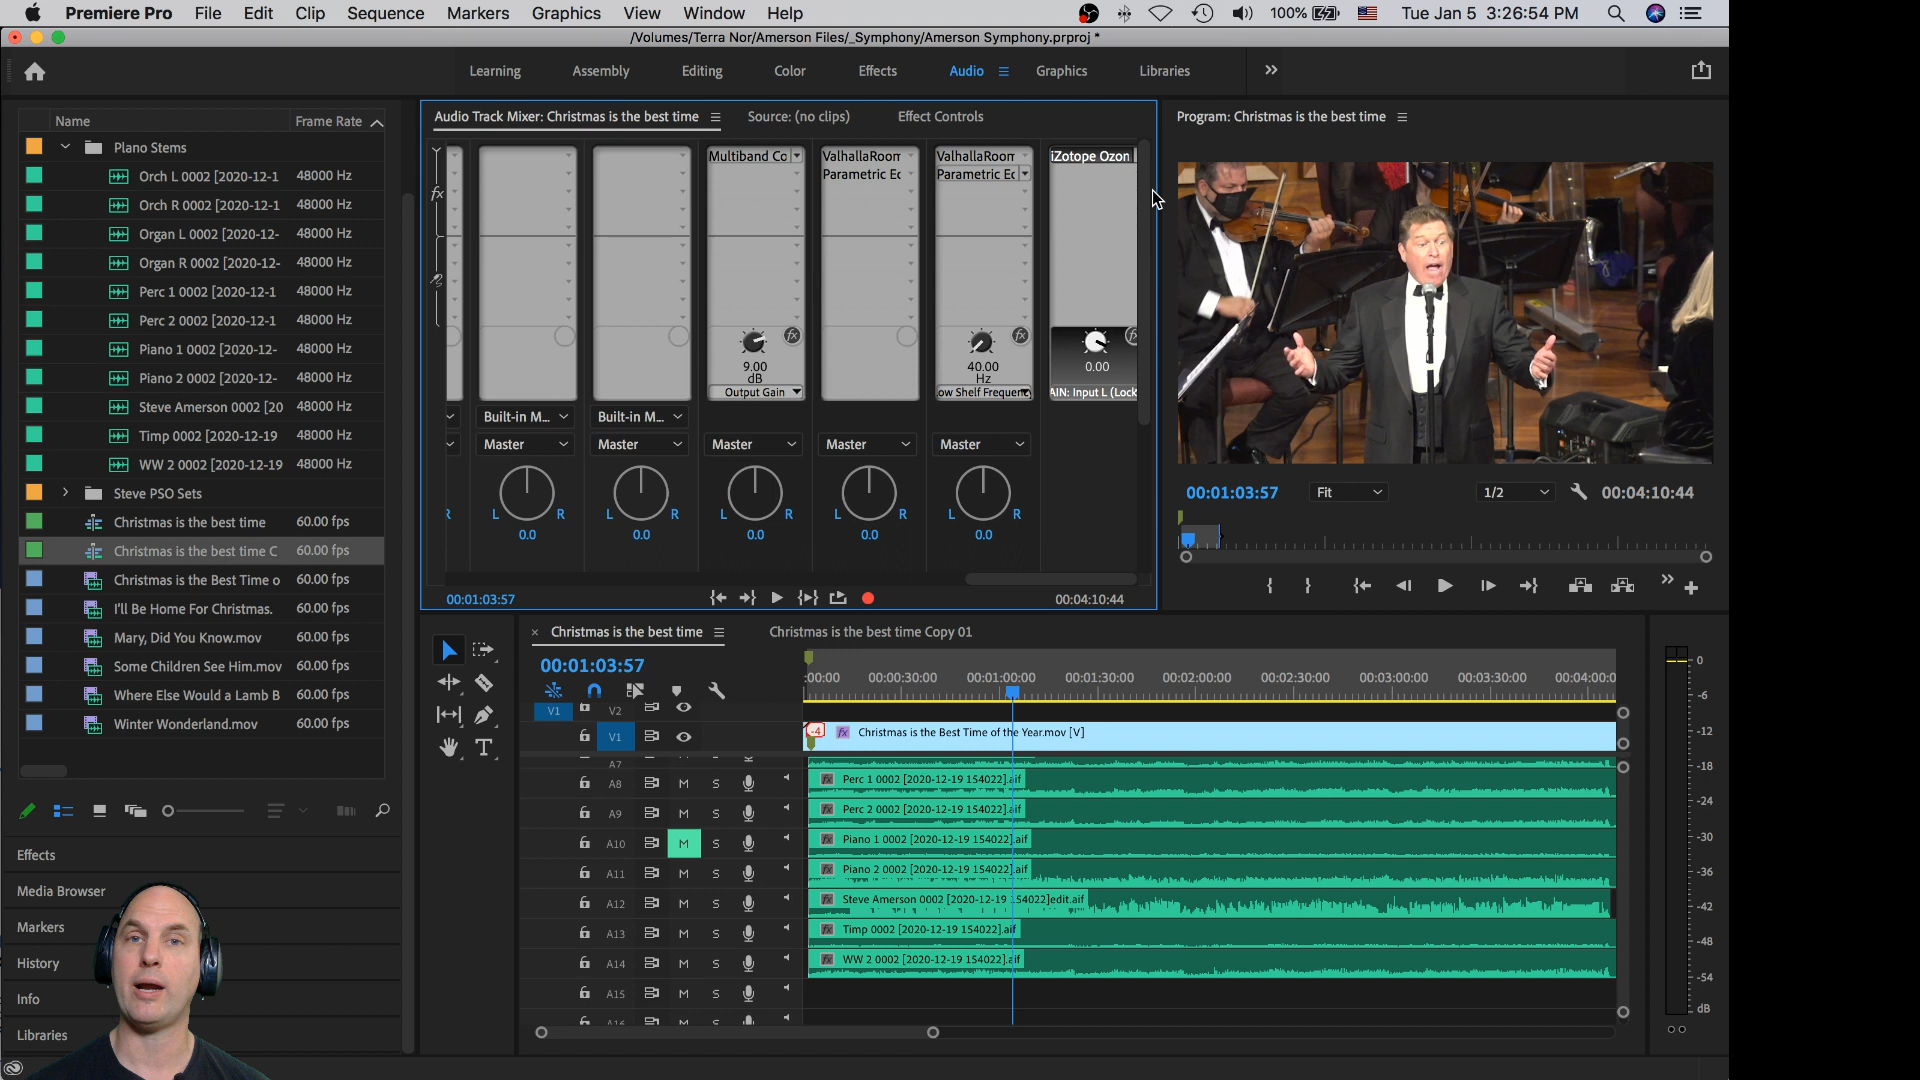 Premiere Pro File Edit Clip Sequence Markers Graphics View Window Help 100% Tue Jan 5 3:26:54 PM
/Volumes/Terra Nor/Amerson Files/_Symphony/Amerson Symphony.prproj *
Learning Assembly Editing Color Effects Audio Graphics Libraries
Name Frame Rate
Piano Stems
Orch L 0002 [2020-12-1 48000 Hz
Orch R 0002 [2020-12-1 48000 Hz
Organ L 0002 [2020-12- 48000 Hz
Organ R 0002 [2020-12- 48000 Hz
Perc 1 0002 [2020-12-1 48000 Hz
Perc 2 0002 [2020-12-1 48000 Hz
Piano 1 0002 [2020-12- 48000 Hz
Piano 2 0002 [2020-12- 48000 Hz
Steve Amerson 0002 [20 48000 Hz
Timp 0002 [2020-12-19 48000 Hz
WW 2 0002 [2020-12-19 48000 Hz
Steve PSO Sets
Christmas is the best time 60.00 fps
Christmas is the best time C 60.00 fps
Christmas is the Best Time o 60.00 fps
I'll Be Home For Christmas. 60.00 fps
Mary, Did You Know.mov 60.00 fps
Some Children See Him.mov 60.00 fps
Where Else Would a Lamb B 60.00 fps
Winter Wonderland.mov 60.00 fps
Effects
Media Browser
Markers
History
Info
Libraries
Audio Track Mixer: Christmas is the best time Source: (no clips) Effect Controls
Multiband Co ValhallaRoom ValhallaRoom iZotope Ozon
Parametric Ec Parametric Ec
fx
9.00 40.00 0.00
dB Hz
Output Gain ow Shelf Frequency AIN: Input L (Lock
Built-in M... Built-in M...
Master Master Master Master Master
R L R L R L R L R L R
0.0 0.0 0.0 0.0 0.0
00:01:03:57 00:04:10:44
Program: Christmas is the best time
00:01:03:57 Fit 1/2 00:04:10:44
Christmas is the best time Christmas is the best time Copy 01
00:01:03:57
:00:00 00:00:30:00 00:01:00:00 00:01:30:00 00:02:00:00 00:02:30:00 00:03:00:00 00:03:30:00 00:04:00:0
V1 V2
V1 -4 fx Christmas is the Best Time of the Year.mov [V]
A7
A8 M S fx Perc 1 0002 [2020-12-19 154022].aif
A9 M S fx Perc 2 0002 [2020-12-19 154022].aif
A10 M S fx Piano 1 0002 [2020-12-19 154022].aif
A11 M S fx Piano 2 0002 [2020-12-19 154022].aif
A12 M S fx Steve Amerson 0002 [2020-12-19 154022]edit.aif
A13 M S fx Timp 0002 [2020-12-19 154022].aif
A14 M S fx WW 2 0002 [2020-12-19 154022].aif
A15 M S
A16 M S
0
-6
-12
-18
-24
-30
-36
-42
-48
-54
dB